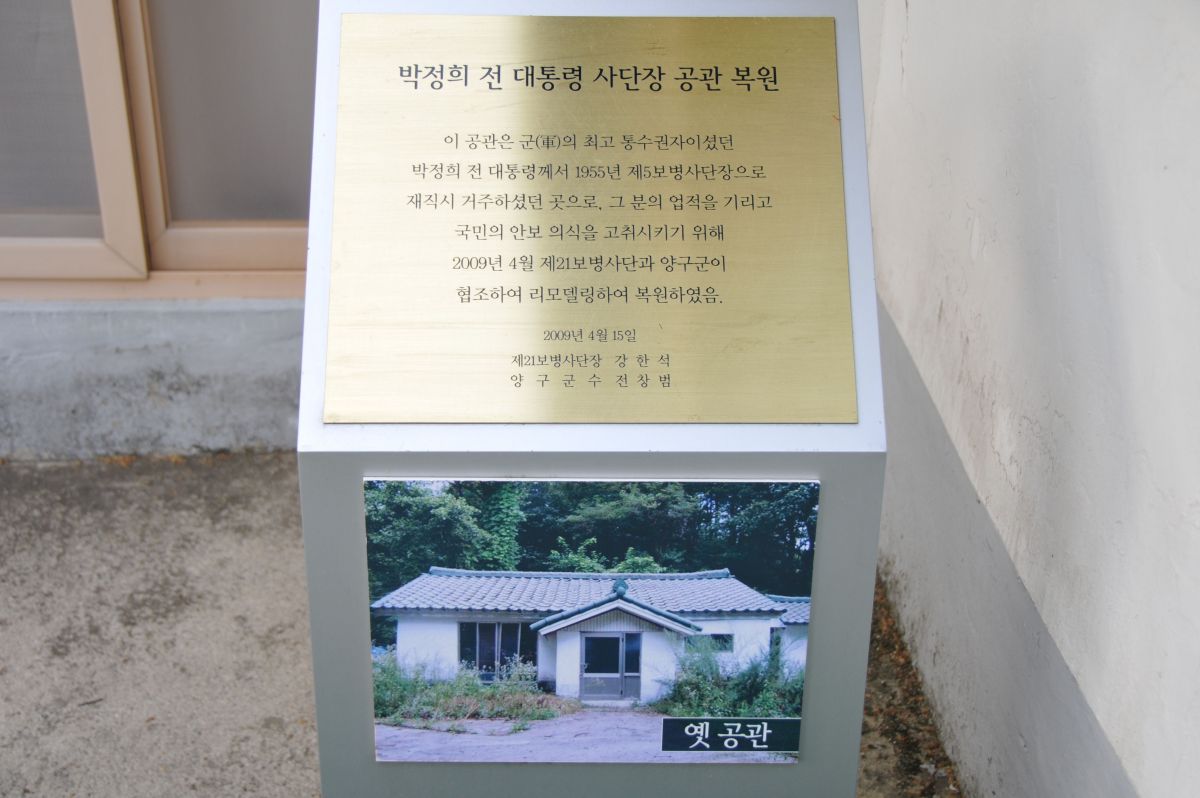 박정희 전 대통령 사단장 공관 복원
이 공관은 군(軍)의 최고 통수권자이셨던
박정희 전 대통령께서 1955년 제5보병사단장으로
재직시 거주하셨던 곳으로, 그 분의 업적을 기리고
국민의 안보 의식을 고취시키기 위해
2009년 4월 제21보병사단과 양구군이
협조하여 리모델링하여 복원하였음.
2009년 4월 15일
제21보병사단장 강 한 석
양 구 군 수 전 창 범
옛 공관